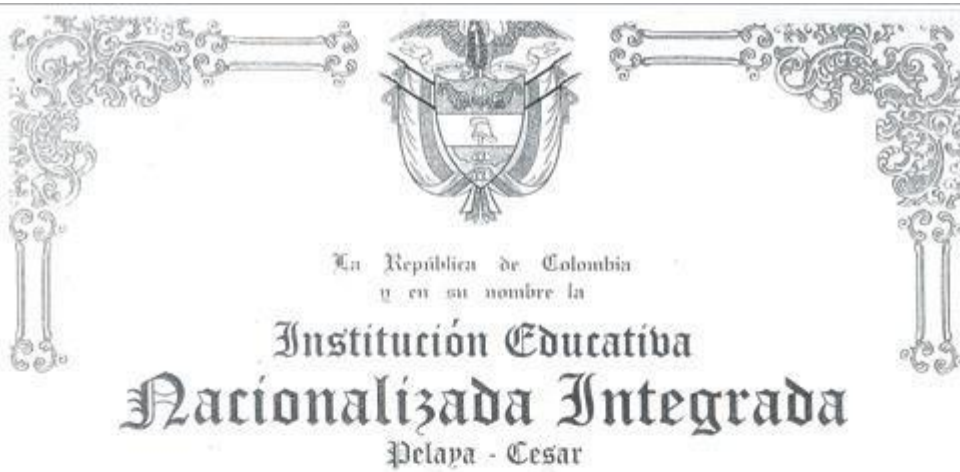 La República de Colombia
y en su nombre la
Institución Educativa
Nacionalizada Integrada
Pelaya - Cesar